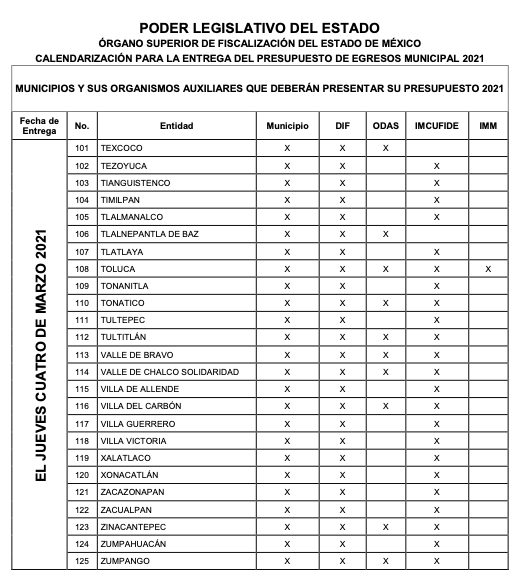 PODER LEGISLATIVO DEL ESTADO
ÓRGANO SUPERIOR DE FISCALIZACIÓN DEL ESTADO DE MÉXICO
CALENDARIZACIÓN PARA LA ENTREGA DEL PRESUPUESTO DE EGRESOS MUNICIPAL 2021
MUNICIPIOS Y SUS ORGANISMOS AUXILIARES QUE DEBERÁN PRESENTAR SU PRESUPUESTO 2021
Fecha de Entrega No. Entidad Municipio DIF ODAS IMCUFIDE IMM
EL JUEVES CUATRO DE MARZO 2021
101 TEXCOCO X X X
102 TEZOYUCA X X X
103 TIANGUISTENCO X X X
104 TIMILPAN X X X
105 TLALMANALCO X X X
106 TLALNEPANTLA DE BAZ X X X
107 TLATLAYA X X X
108 TOLUCA X X X X X
109 TONANITLA X X X
110 TONATICO X X X X
111 TULTEPEC X X X
112 TULTITLÁN X X X X
113 VALLE DE BRAVO X X X X
114 VALLE DE CHALCO SOLIDARIDAD X X X X
115 VILLA DE ALLENDE X X X
116 VILLA DEL CARBÓN X X X X
117 VILLA GUERRERO X X X
118 VILLA VICTORIA X X X
119 XALATLACO X X X
120 XONACATLÁN X X X
121 ZACAZONAPAN X X X
122 ZACUALPAN X X X
123 ZINACANTEPEC X X X X
124 ZUMPAHUACÁN X X X
125 ZUMPANGO X X X X